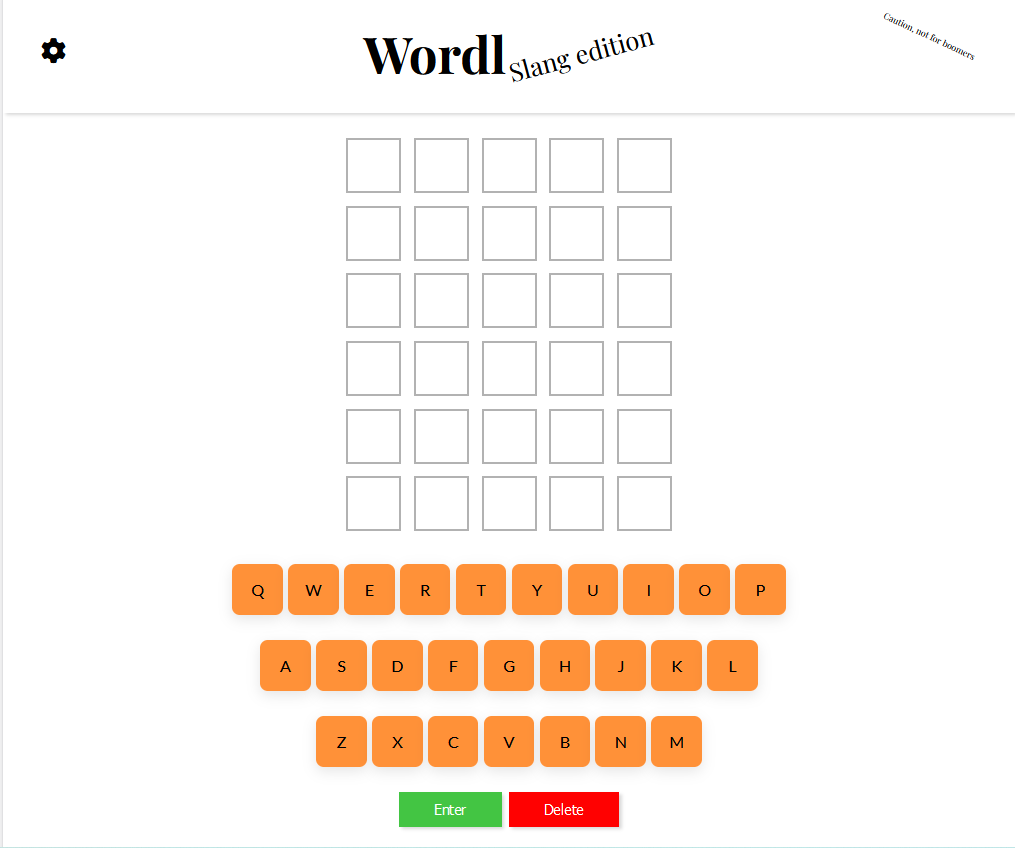 Wordl Slang edition
Caution, not for boomers
Q W E R T Y U I O P
A S D F G H J K L
Z X C V B N M
Enter Delete